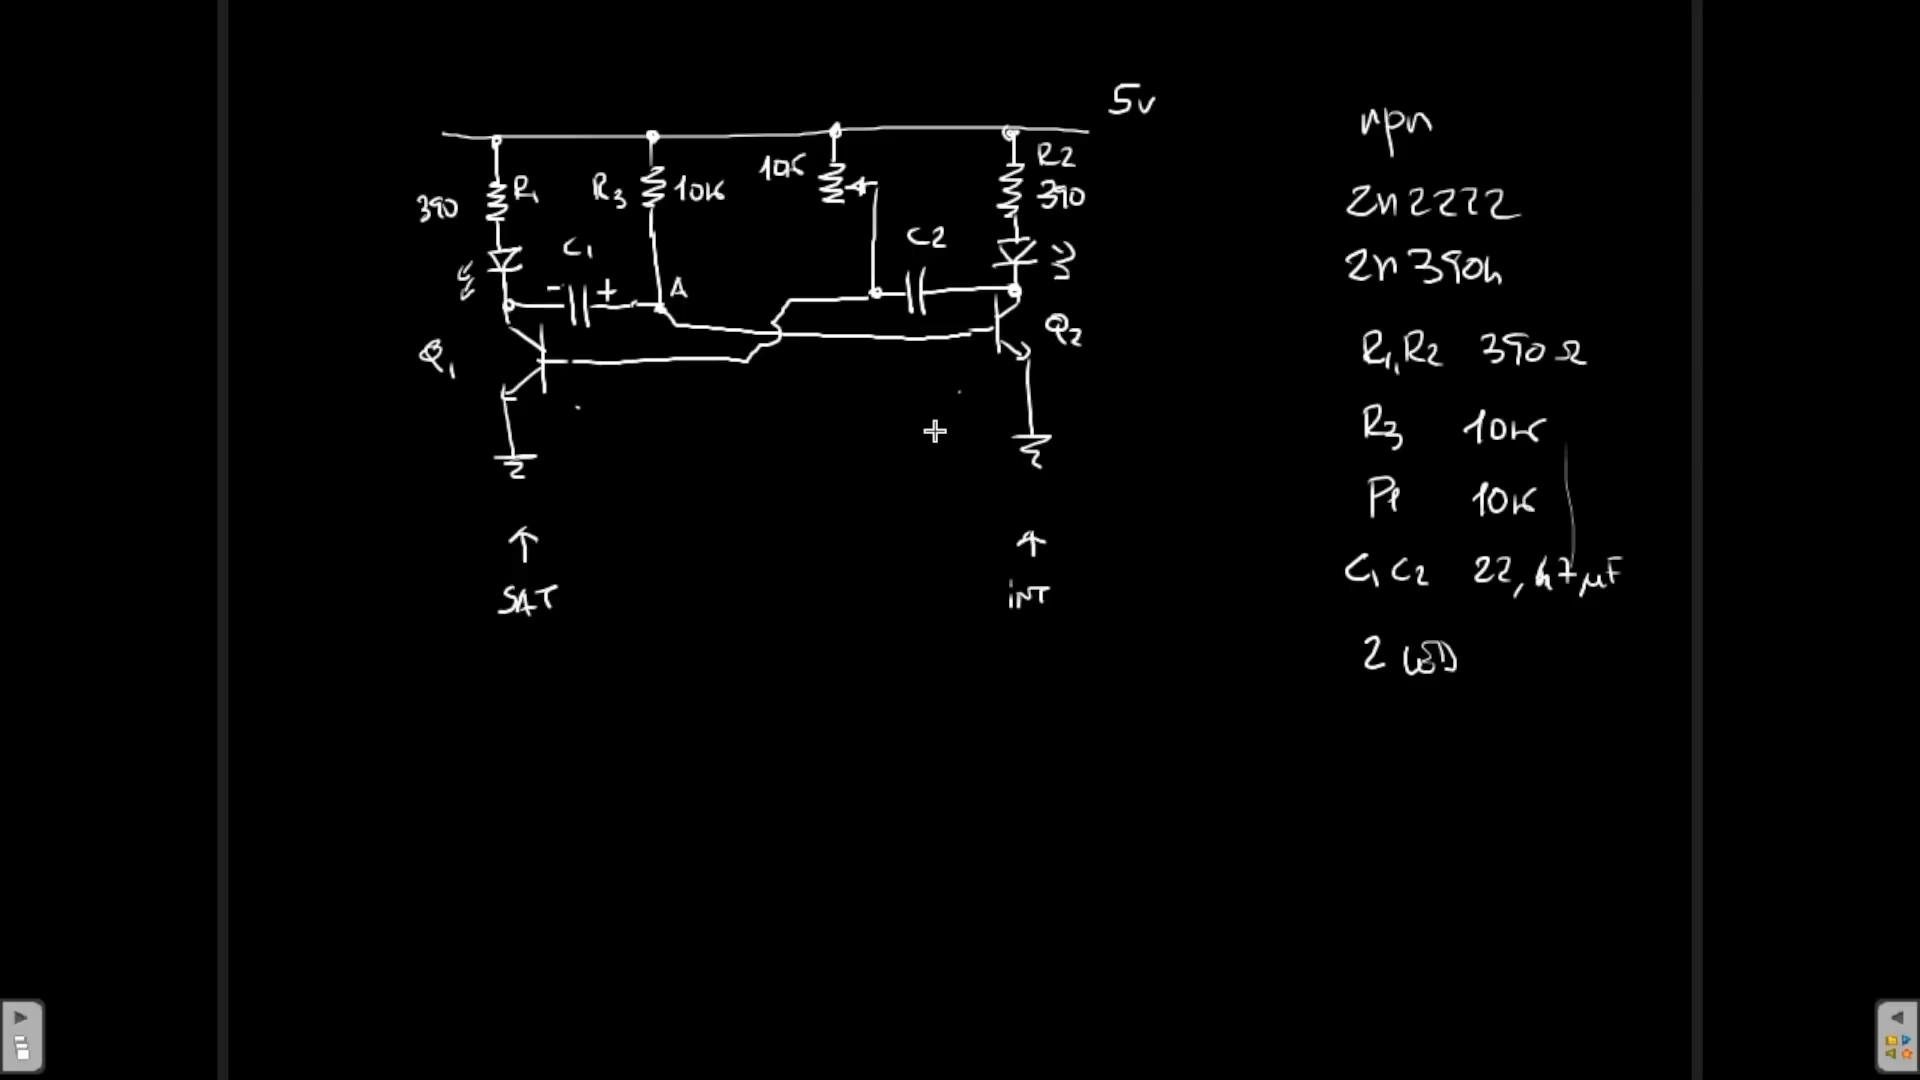 5v
390 R1 R3 10k 10k R2 390
C1 C2
- + A
Q1 Q2
SAT INT
npn
2n2222
2n3904
R1,R2 390Ω
R3 10k
P1 10k
C1 C2 22,47µF
2 LED